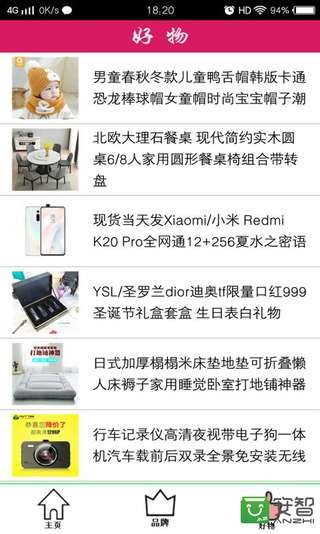 4G 0K/s 18,20 HD 94%
好物
男童春秋冬款儿童鸭舌帽韩版卡通
恐龙棒球帽女童帽时尚宝宝帽子潮
北欧大理石餐桌 现代简约实木圆
桌6/8人家用圆形餐桌椅组合带转
盘
现货当天发Xiaomi/小米 Redmi
K20 Pro全网通12+256夏水之密语
YSL/圣罗兰dior迪奥tf限量口红999
圣诞节礼盒套盒 生日表白礼物
打地铺神器
日式加厚榻榻米床垫地垫可折叠懒
人床褥子家用睡觉卧室打地铺神器
恭喜您降价了
1296P
行车记录仪高清夜视带电子狗一体
机汽车载前后双录全景免安装无线
主页
品牌
好物
安智
ANZHI